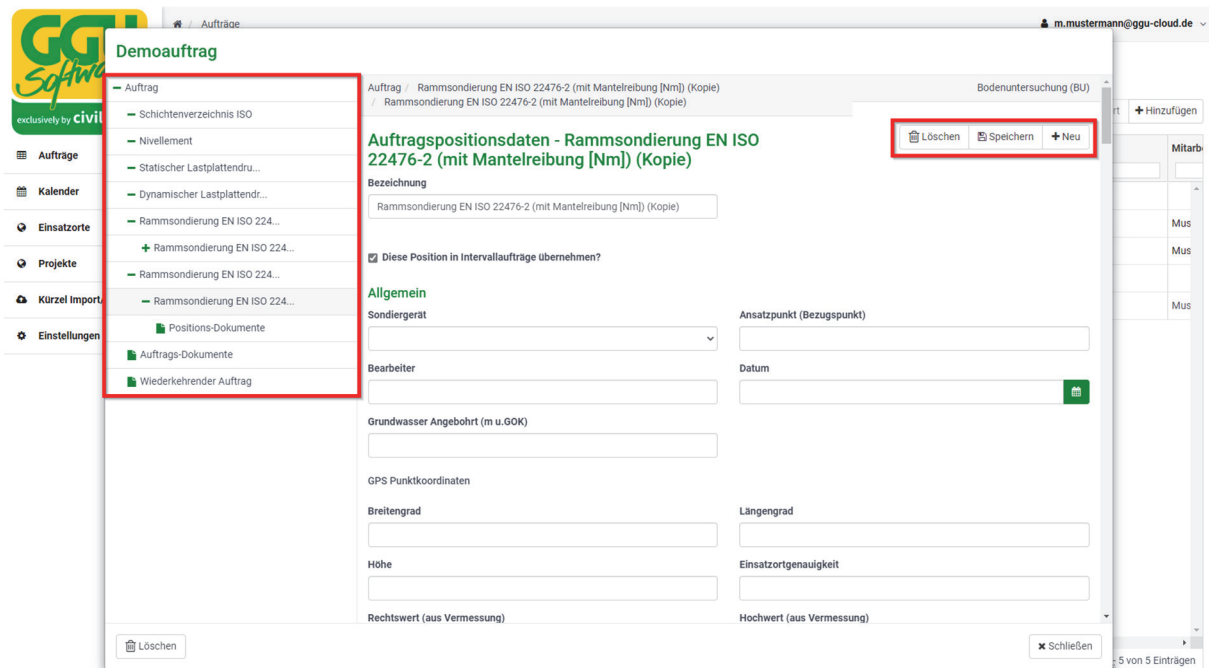 GGU
Software
exclusively by civil
Aufträge
Kalender
Einsatzorte
Projekte
Kürzel Import/
Einstellungen
/ Aufträge
m.mustermann@ggu-cloud.de
Demoauftrag
Auftrag
Schichtenverzeichnis ISO
Nivellement
Statischer Lastplattendru...
Dynamischer Lastplattendr...
Rammsondierung EN ISO 224...
Rammsondierung EN ISO 224...
Rammsondierung EN ISO 224...
Rammsondierung EN ISO 224...
Positions-Dokumente
Auftrags-Dokumente
Wiederkehrender Auftrag
Auftrag / Rammsondierung EN ISO 22476-2 (mit Mantelreibung [Nm]) (Kopie)
/ Rammsondierung EN ISO 22476-2 (mit Mantelreibung [Nm]) (Kopie)
Bodenuntersuchung (BU)
Löschen Speichern + Neu
Auftragspositionsdaten - Rammsondierung EN ISO
22476-2 (mit Mantelreibung [Nm]) (Kopie)
Bezeichnung
Rammsondierung EN ISO 22476-2 (mit Mantelreibung [Nm]) (Kopie)
Diese Position in Intervallaufträge übernehmen?
Allgemein
Sondiergerät Ansatzpunkt (Bezugspunkt)
Bearbeiter Datum
Grundwasser Angebohrt (m u.GOK)
GPS Punktkoordinaten
Breitengrad Längengrad
Höhe Einsatzortgenauigkeit
Rechtswert (aus Vermessung) Hochwert (aus Vermessung)
Löschen × Schließen
rt + Hinzufügen
Mitarb
Mus
Mus
Mus
- 5 von 5 Einträgen